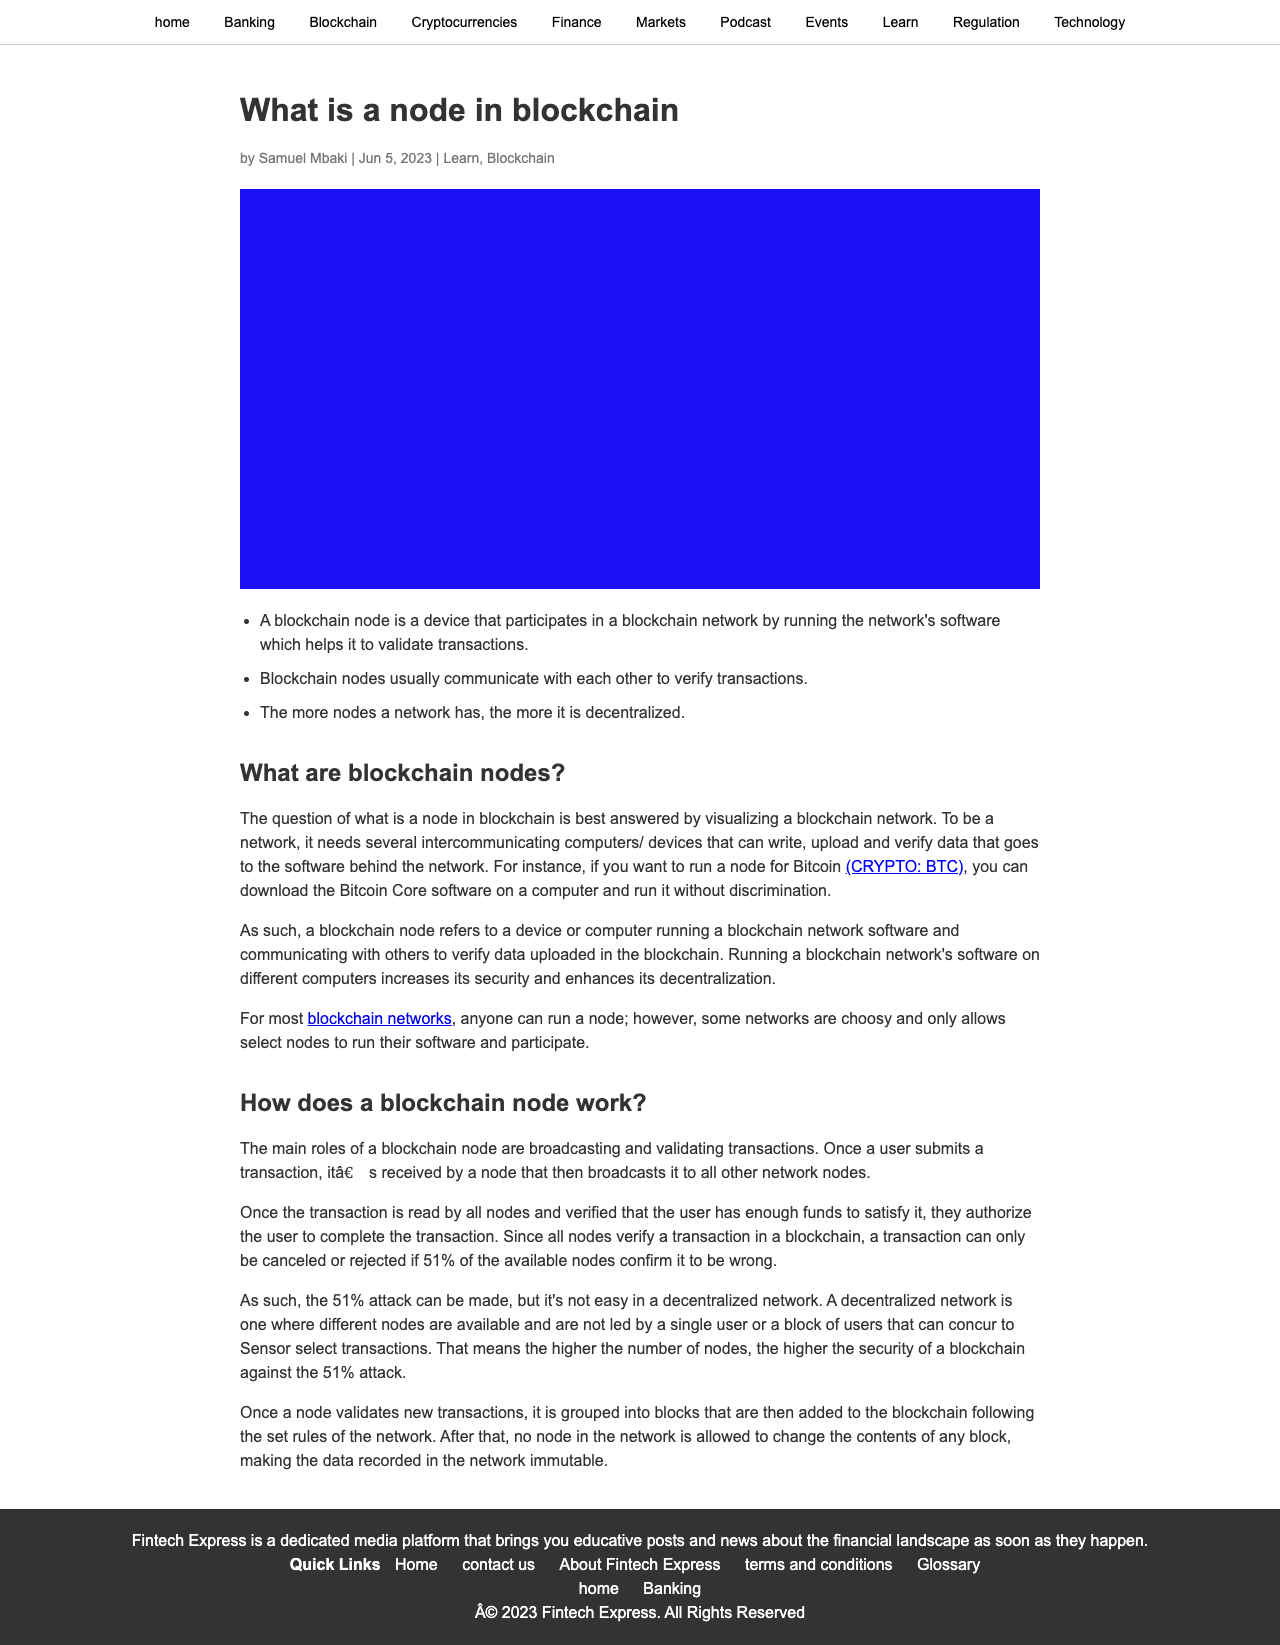 home Banking Blockchain Cryptocurrencies Finance Markets Podcast Events Learn Regulation Technology
What is a node in blockchain
by Samuel Mbaki | Jun 5, 2023 | Learn, Blockchain
• A blockchain node is a device that participates in a blockchain network by running the network's software
which helps it to validate transactions.
• Blockchain nodes usually communicate with each other to verify transactions.
• The more nodes a network has, the more it is decentralized.
What are blockchain nodes?
The question of what is a node in blockchain is best answered by visualizing a blockchain network. To be a
network, it needs several intercommunicating computers/ devices that can write, upload and verify data that goes
to the software behind the network. For instance, if you want to run a node for Bitcoin (CRYPTO: BTC), you can
download the Bitcoin Core software on a computer and run it without discrimination.
As such, a blockchain node refers to a device or computer running a blockchain network software and
communicating with others to verify data uploaded in the blockchain. Running a blockchain network's software on
different computers increases its security and enhances its decentralization.
For most blockchain networks, anyone can run a node; however, some networks are choosy and only allows
select nodes to run their software and participate.
How does a blockchain node work?
The main roles of a blockchain node are broadcasting and validating transactions. Once a user submits a
transaction, itâ€ s received by a node that then broadcasts it to all other network nodes.
Once the transaction is read by all nodes and verified that the user has enough funds to satisfy it, they authorize
the user to complete the transaction. Since all nodes verify a transaction in a blockchain, a transaction can only
be canceled or rejected if 51% of the available nodes confirm it to be wrong.
As such, the 51% attack can be made, but it's not easy in a decentralized network. A decentralized network is
one where different nodes are available and are not led by a single user or a block of users that can concur to
Sensor select transactions. That means the higher the number of nodes, the higher the security of a blockchain
against the 51% attack.
Once a node validates new transactions, it is grouped into blocks that are then added to the blockchain following
the set rules of the network. After that, no node in the network is allowed to change the contents of any block,
making the data recorded in the network immutable.
Fintech Express is a dedicated media platform that brings you educative posts and news about the financial landscape as soon as they happen.
Quick Links Home contact us About Fintech Express terms and conditions Glossary
home Banking
Â© 2023 Fintech Express. All Rights Reserved